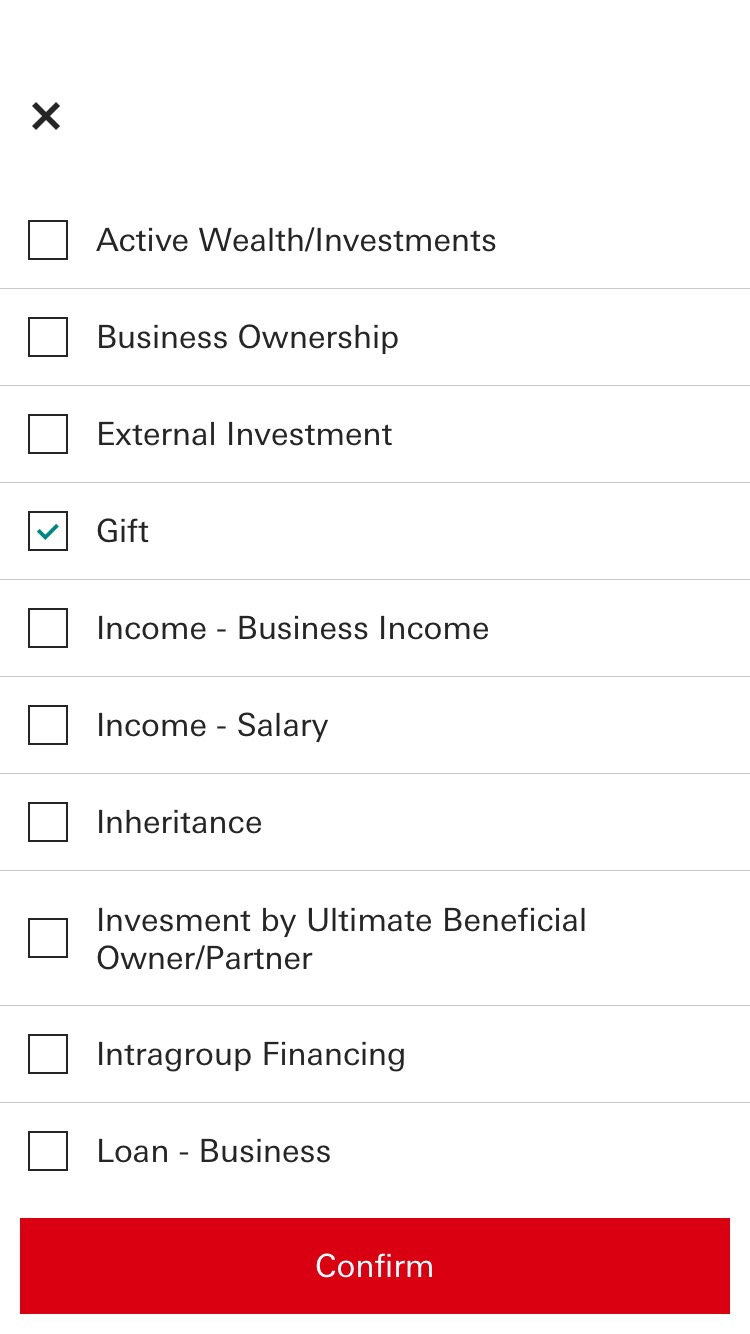 Active Wealth/Investments
Business Ownership
External Investment
Gift
Income - Business Income
Income - Salary
Inheritance
Invesment by Ultimate Beneficial
Owner/Partner
Intragroup Financing
Loan - Business
Confirm